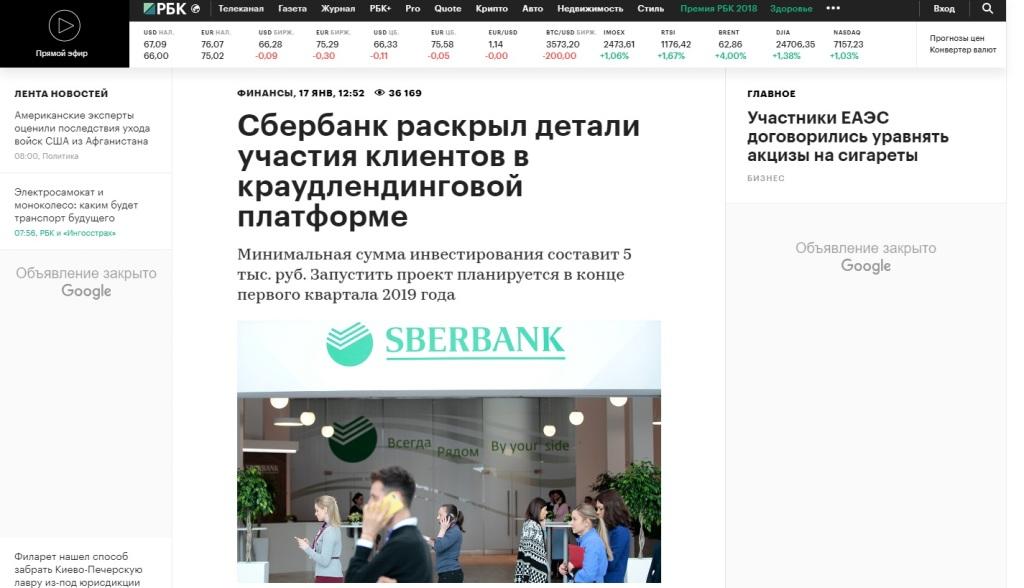 РБК Телеканал Газета Журнал РБК+ Pro Quote Крипто Авто Недвижимость Стиль Премия РБК 2018 Здоровье ••• Вход
Прямой эфир
USD НАЛ. EUR НАЛ. USD БИРЖ. EUR БИРЖ. USD ЦБ. EUR ЦБ. EUR/USD BTC/USD БИРЖ. IMOEX RTSI BRENT DJIA NASDAQ
67,09 76,07 66,28 75,29 66,33 75,58 1,14 3573,20 2473,61 1176,42 62,86 24706,35 7157,23
66,00 75,02 -0,09 -0,30 -0,11 -0,05 -0,00 -200,00 +1,06% +1,67% +4,00% +1,38% +1,03%
Прогнозы цен
Конвертер валют
ЛЕНТА НОВОСТЕЙ
Американские эксперты
оценили последствия ухода
войск США из Афганистана
08:00, Политика
Электросамокат и
моноколесо: каким будет
транспорт будущего
07:56, РБК и «Ингосстрах»
Объявление закрыто
Google
Филарет нашел способ
забрать Киево-Печерскую
лавру из-под юрисдикции
ФИНАНСЫ, 17 ЯНВ, 12:52 36 169
Сбербанк раскрыл детали
участия клиентов в
краудлендинговой
платформе
Минимальная сумма инвестирования составит 5
тыс. руб. Запустить проект планируется в конце
первого квартала 2019 года
SBERBANK
Всегда
Рядом
By your side
SBERBANK
ГЛАВНОЕ
Участники ЕАЭС
договорились уравнять
акцизы на сигареты
БИЗНЕС
Объявление закрыто
Google